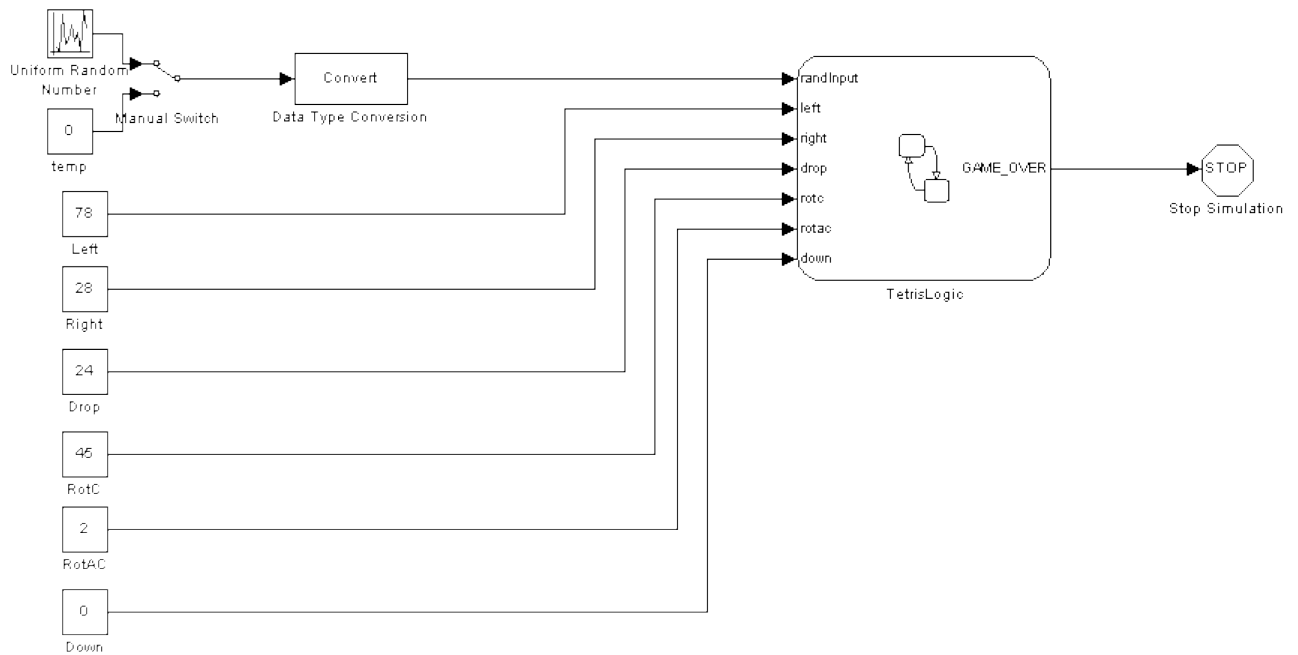 Uniform Random
Number
0
temp
Manual Switch
Convert
Data Type Conversion
78
Left
28
Right
24
Drop
45
RotC
2
RotAC
0
Down
randInput
left
right
drop
rotc
rotac
down
GAME_OVER
TetrisLogic
STOP
Stop Simulation